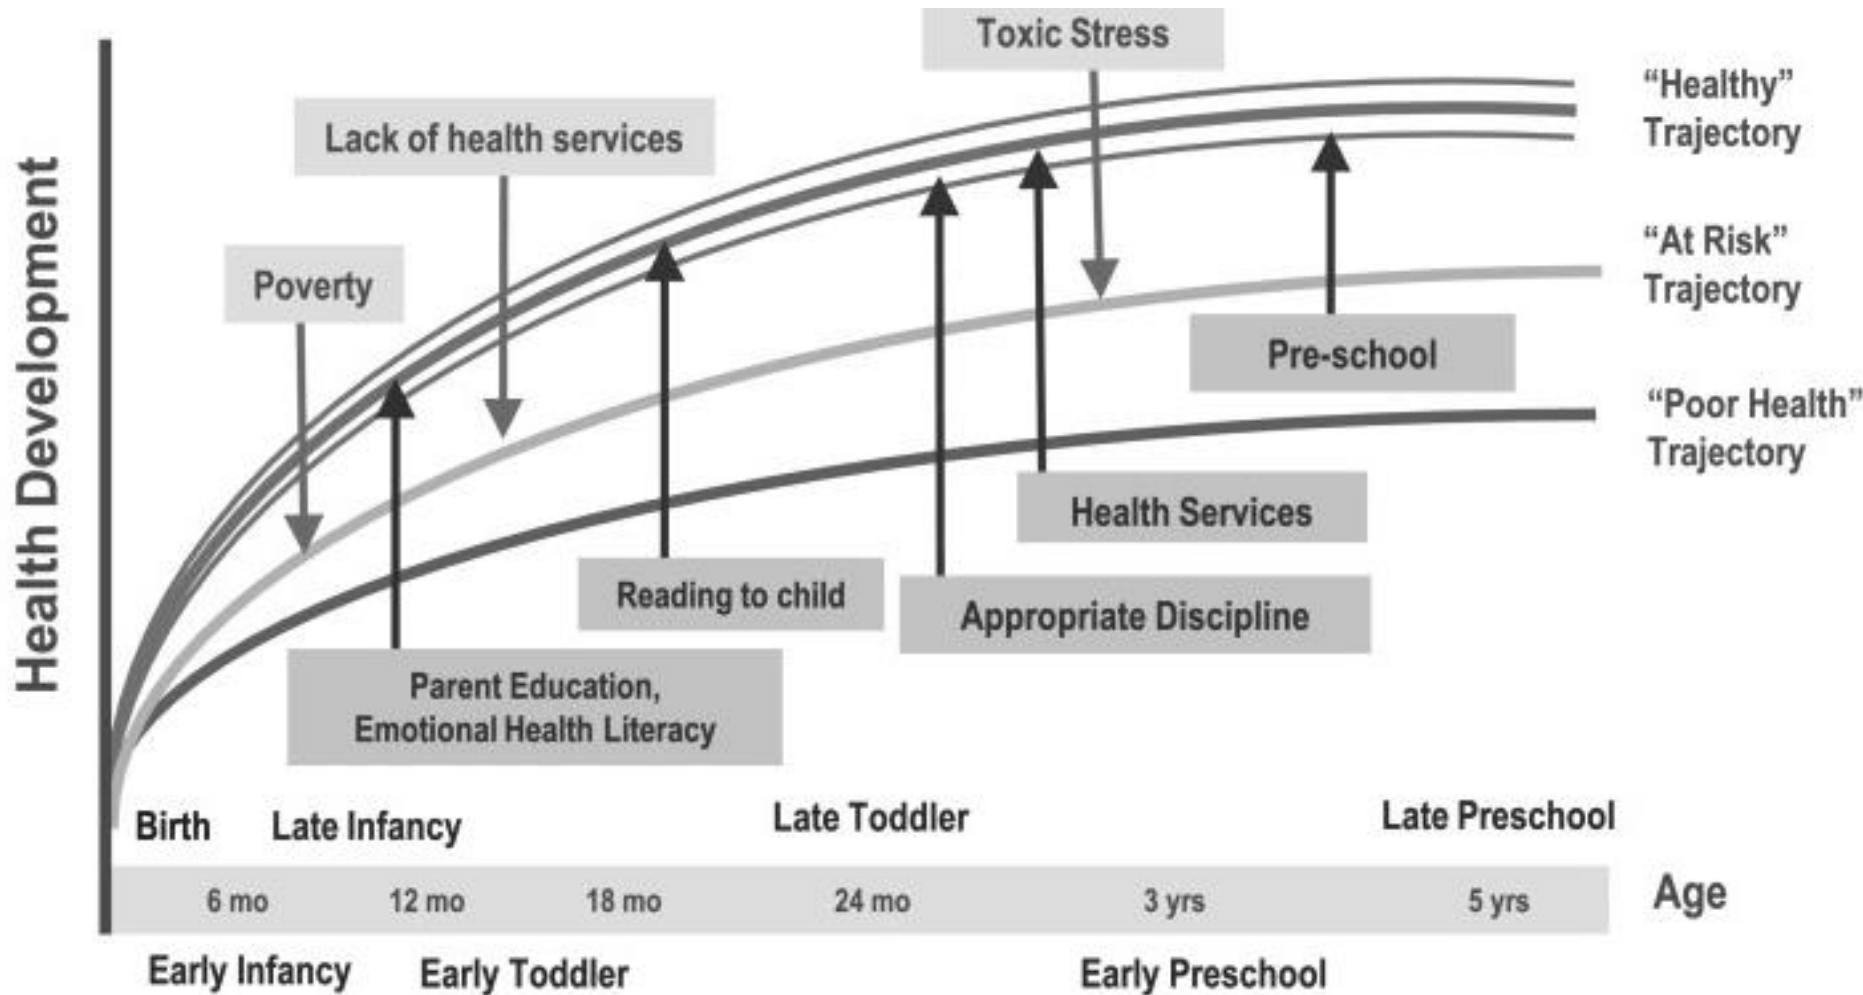 Toxic Stress
"Healthy"
Trajectory
Lack of health services
"At Risk"
Trajectory
Poverty
Pre-school
"Poor Health"
Trajectory
Health Services
Reading to child
Appropriate Discipline
Parent Education,
Emotional Health Literacy
Health Development
Birth
Late Infancy
Late Toddler
Late Preschool
6 mo
12 mo
18 mo
24 mo
3 yrs
5 yrs
Age
Early Infancy
Early Toddler
Early Preschool